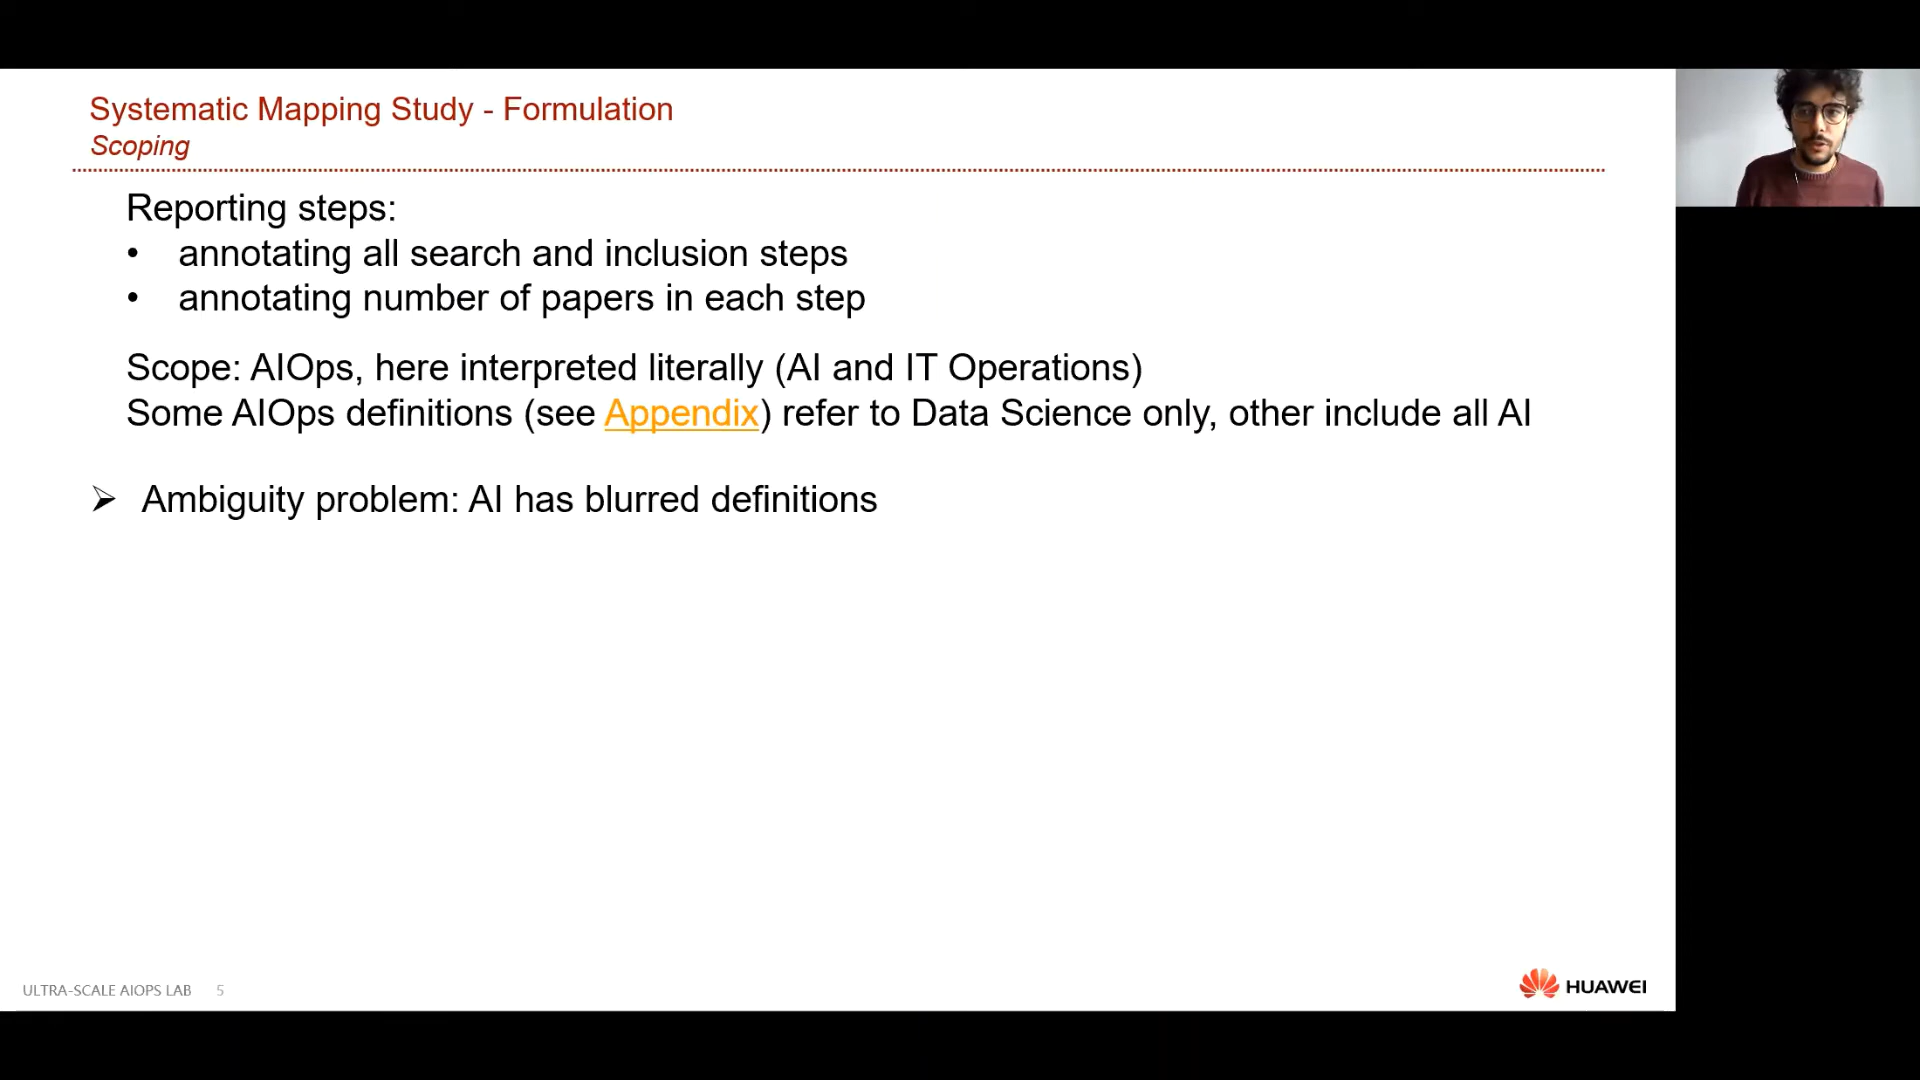 Systematic Mapping Study - Formulation
Scoping
Reporting steps:
• annotating all search and inclusion steps
• annotating number of papers in each step
Scope: AIOps, here interpreted literally (AI and IT Operations)
Some AIOps definitions (see Appendix) refer to Data Science only, other include all AI
➢ Ambiguity problem: AI has blurred definitions
ULTRA-SCALE AIOPS LAB 5
HUAWEI